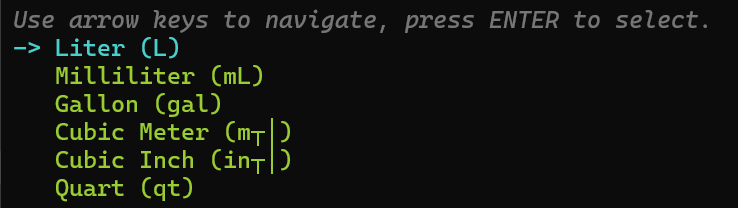 Use arrow keys to navigate, press ENTER to select.
-> Liter (L)
Milliliter (mL)
Gallon (gal)
Cubic Meter (m┬│)
Cubic Inch (in┬│)
Quart (qt)